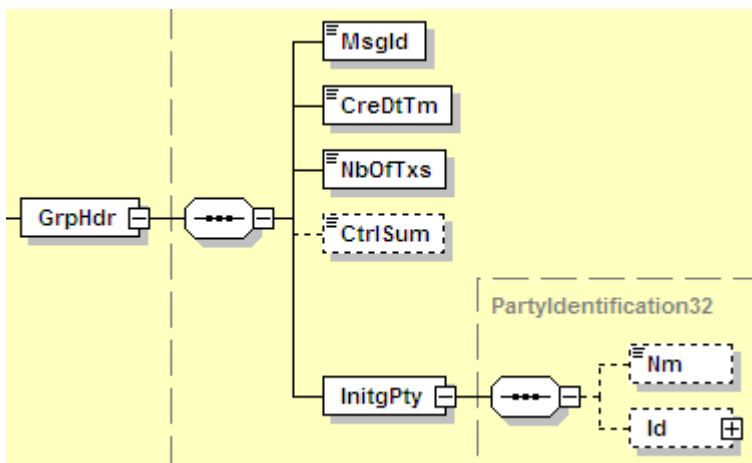 MsgId
CreDtTm
NbOfTxs
GrpHdr
CtrlSum
PartyIdentification32
Nm
InitgPty
Id